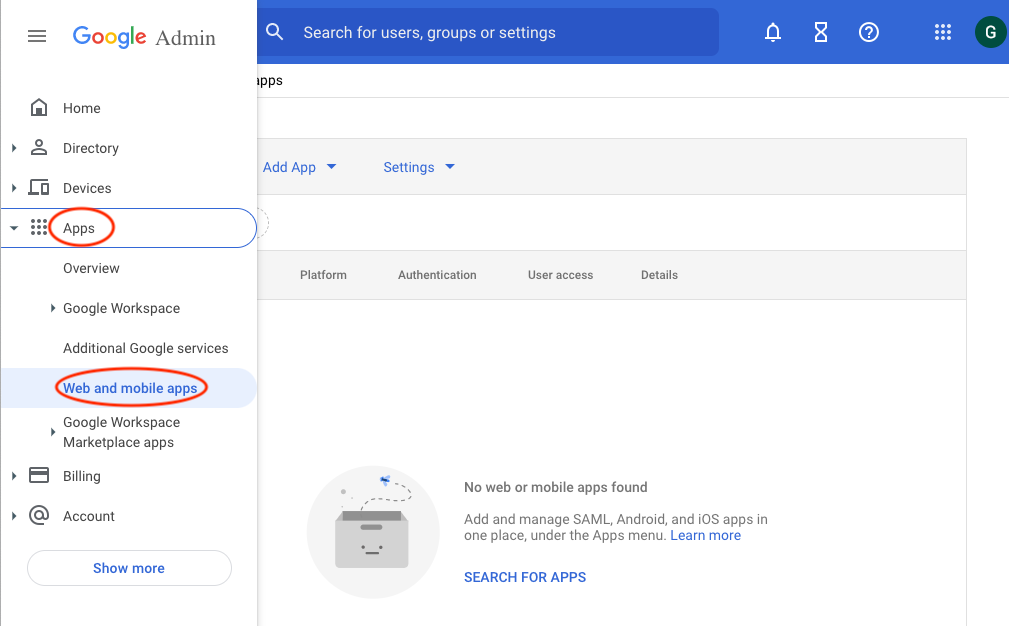 Google Admin
Search for users, groups or settings
G
apps
Home
Directory
Devices
Apps
Overview
Google Workspace
Additional Google services
Web and mobile apps
Google Workspace
Marketplace apps
Billing
Account
Show more
Add App
Settings
Platform Authentication User access Details
No web or mobile apps found
Add and manage SAML, Android, and iOS apps in
one place, under the Apps menu. Learn more
SEARCH FOR APPS